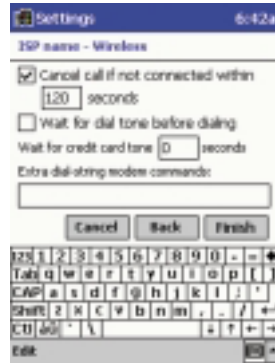 Settings 6:42a
ISP name - Wireless
Cancel call if not connected within
120 seconds
Wait for dial tone before dialing
Wait for credit card tone 0 seconds
Extra dial-string modem commands:
Cancel Back Finish
123 1 2 3 4 5 6 7 8 9 0 - =
Tab q w e r t y u i o p [ ]
CAP a s d f g h j k l ; '
Shift z x c v b n m , . /
Ctl áü ` \
Edit